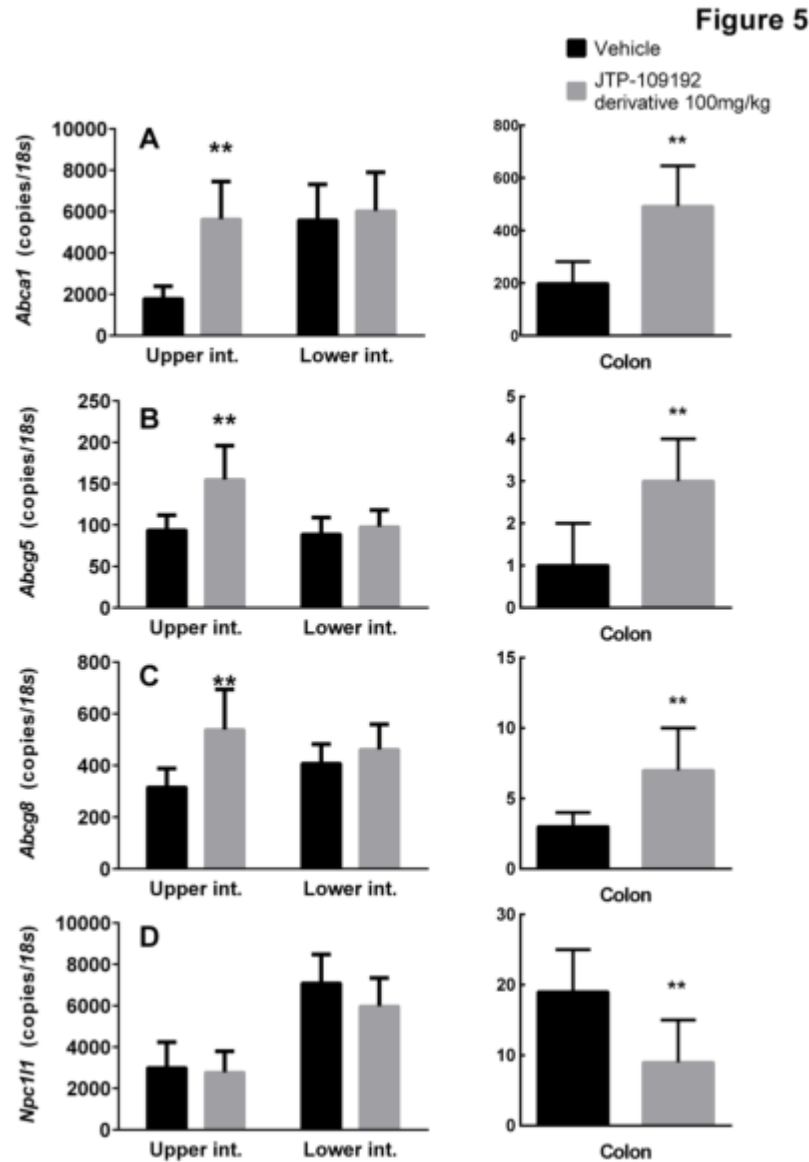 Figure 5
Vehicle
JTP-109192
derivative 100mg/kg
A
Abca1 (copies/18s)
10000
8000
6000
4000
2000
0
**
Upper int.
Lower int.
800
600
400
200
0
**
Colon
B
Abcg5 (copies/18s)
250
200
150
100
50
0
**
Upper int.
Lower int.
5
4
3
2
1
0
**
Colon
C
Abcg8 (copies/18s)
800
600
400
200
0
**
Upper int.
Lower int.
15
10
5
0
**
Colon
D
Npc1l1 (copies/18s)
10000
8000
6000
4000
2000
0
Upper int.
Lower int.
30
20
10
0
**
Colon